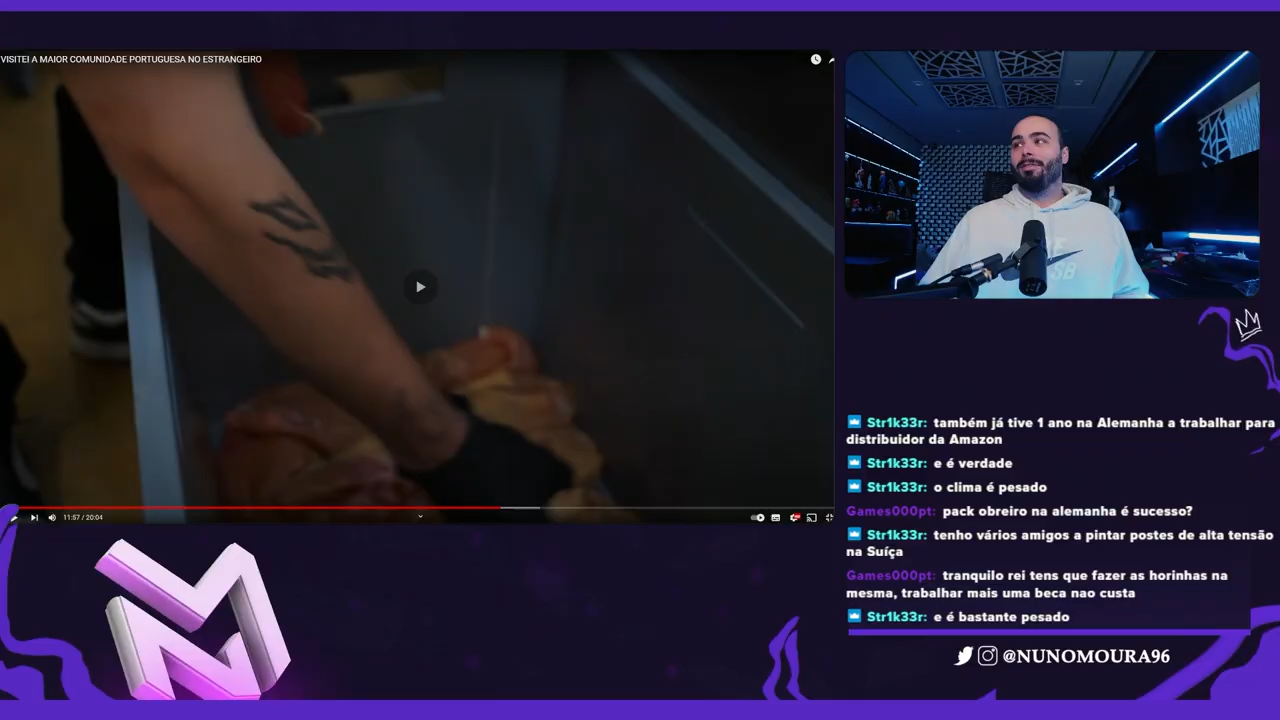 VISITEI A MAIOR COMUNIDADE PORTUGUESA NO ESTRANGEIRO
11:57 / 20:04
Str1k33r: também já tive 1 ano na Alemanha a trabalhar para
distribuidor da Amazon
Str1k33r: e é verdade
Str1k33r: o clima é pesado
Games000pt: pack obreiro na alemanha é sucesso?
Str1k33r: tenho vários amigos a pintar postes de alta tensão
na Suíça
Games000pt: tranquilo rei tens que fazer as horinhas na
mesma, trabalhar mais uma beca nao custa
Str1k33r: e é bastante pesado
@NUNOMOURA96